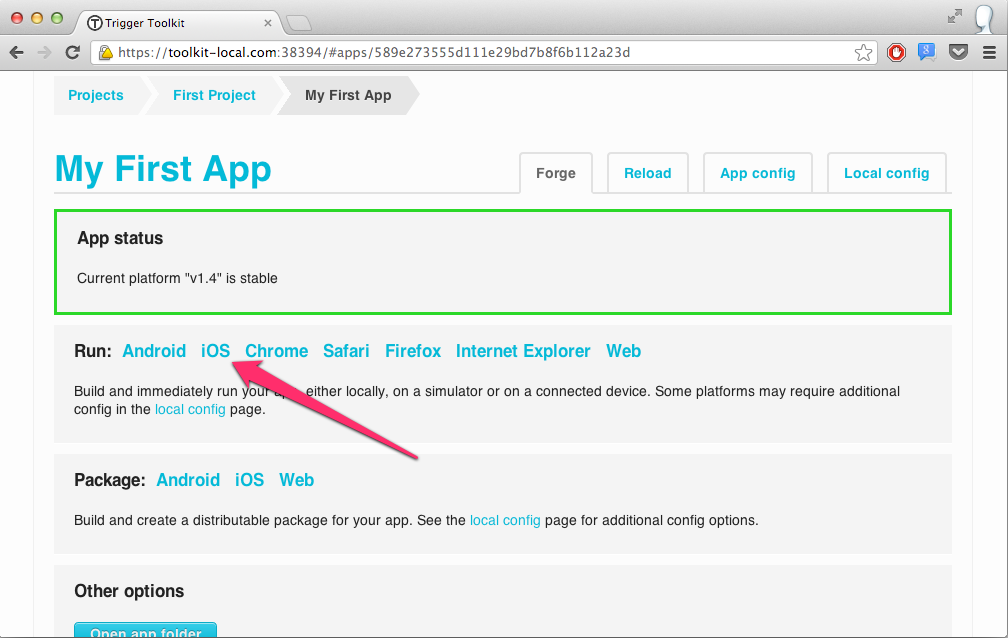 Trigger Toolkit
https://toolkit-local.com:38394/#apps/589e273555d111e29bd7b8f6b112a23d
Projects First Project My First App
My First App
Forge Reload App config Local config
App status
Current platform "v1.4" is stable
Run: Android iOS Chrome Safari Firefox Internet Explorer Web
Build and immediately run your app, either locally, on a simulator or on a connected device. Some platforms may require additional
config in the local config page.
Package: Android iOS Web
Build and create a distributable package for your app. See the local config page for additional config options.
Other options
Open app folder